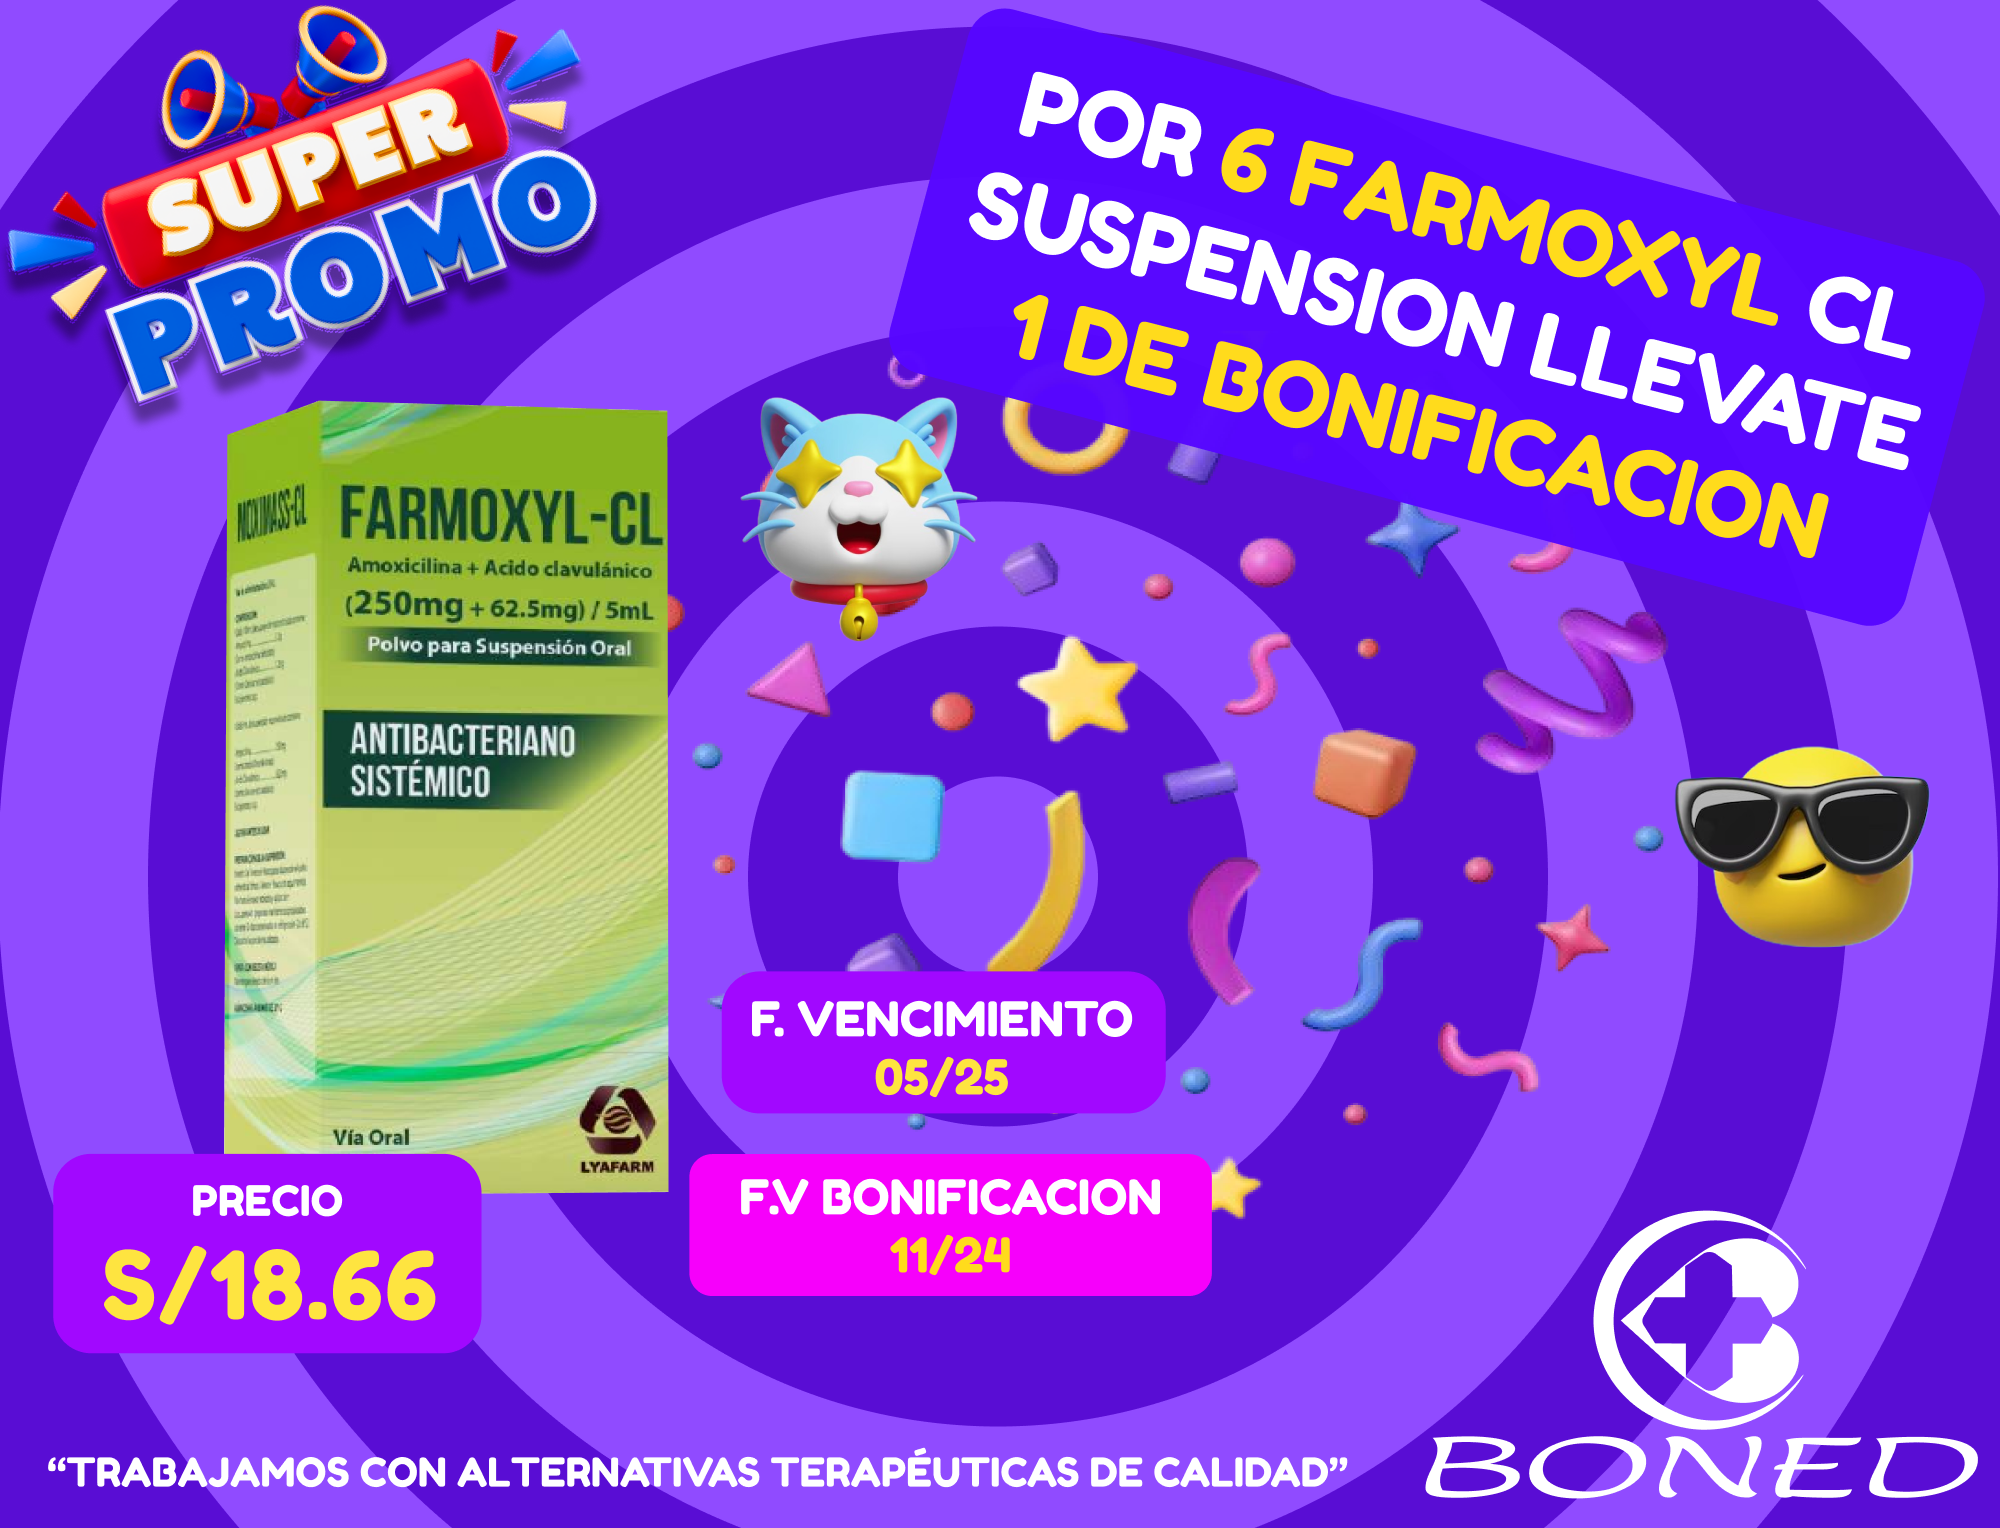 SUPER
PROMO
POR 6 FARMOXYL CL
SUSPENSION LLEVATE
1 DE BONIFICACION
MOXIMASS-CL
FARMOXYL-CL
Amoxicilina + Acido clavulánico
(250mg + 62.5mg) / 5mL
Polvo para Suspensión Oral
ANTIBACTERIANO
SISTÉMICO
Vía Oral
LYAFARM
F. VENCIMIENTO
05/25
F.V BONIFICACION
11/24
PRECIO
S/18.66
“TRABAJAMOS CON ALTERNATIVAS TERAPÉUTICAS DE CALIDAD”
BONED